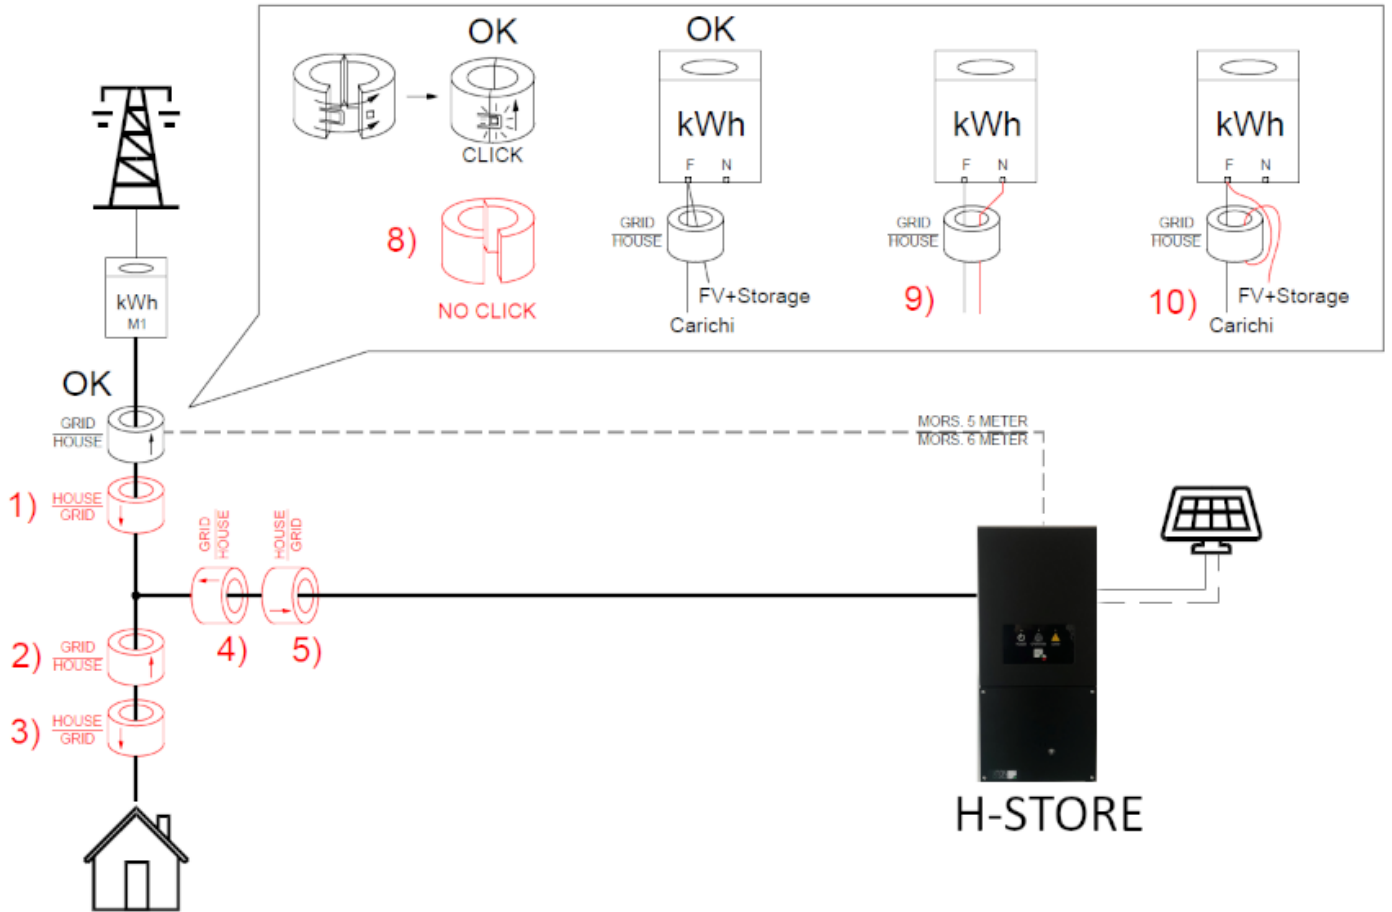 OK
OK
kWh
F N
kWh
F N
kWh
F N
CLICK
GRID
HOUSE
GRID
HOUSE
GRID
HOUSE
8)
NO CLICK
FV+Storage
Carichi
9)
10)
FV+Storage
Carichi
kWh
M1
OK
GRID
HOUSE
MORS. 5 METER
MORS. 6 METER
1)
HOUSE
GRID
GRID
HOUSE
HOUSE
GRID
4)
5)
2)
GRID
HOUSE
3)
HOUSE
GRID
H-STORE